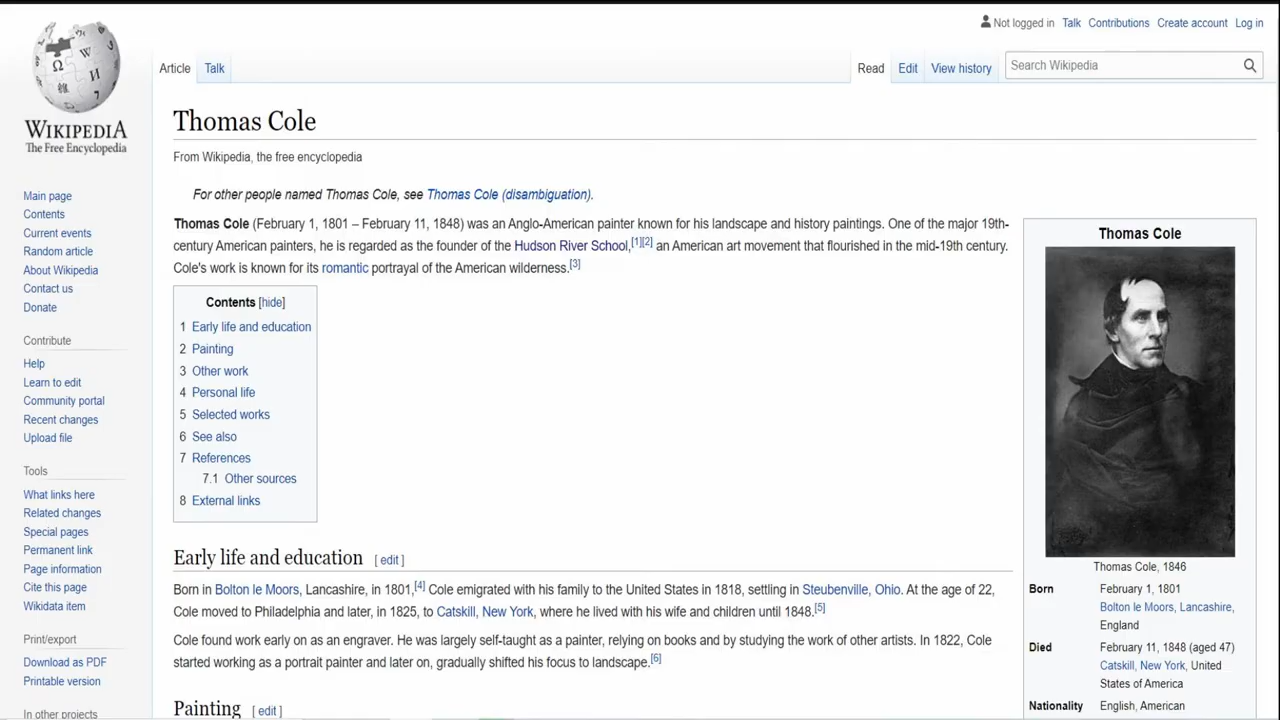 Not logged in Talk Contributions Create account Log in
Article Talk Read Edit View history Search Wikipedia
WIKIPEDIA
The Free Encyclopedia
Main page
Contents
Current events
Random article
About Wikipedia
Contact us
Donate
Contribute
Help
Learn to edit
Community portal
Recent changes
Upload file
Tools
What links here
Related changes
Special pages
Permanent link
Page information
Cite this page
Wikidata item
Print/export
Download as PDF
Printable version
In other projects
Thomas Cole
From Wikipedia, the free encyclopedia
For other people named Thomas Cole, see Thomas Cole (disambiguation).
Thomas Cole (February 1, 1801 – February 11, 1848) was an Anglo-American painter known for his landscape and history paintings. One of the major 19th-
century American painters, he is regarded as the founder of the Hudson River School,[1][2] an American art movement that flourished in the mid-19th century.
Cole's work is known for its romantic portrayal of the American wilderness.[3]
Contents [hide]
1 Early life and education
2 Painting
3 Other work
4 Personal life
5 Selected works
6 See also
7 References
7.1 Other sources
8 External links
Early life and education [ edit ]
Born in Bolton le Moors, Lancashire, in 1801,[4] Cole emigrated with his family to the United States in 1818, settling in Steubenville, Ohio. At the age of 22,
Cole moved to Philadelphia and later, in 1825, to Catskill, New York, where he lived with his wife and children until 1848.[5]
Cole found work early on as an engraver. He was largely self-taught as a painter, relying on books and by studying the work of other artists. In 1822, Cole
started working as a portrait painter and later on, gradually shifted his focus to landscape.[6]
Painting [ edit ]
Thomas Cole
Thomas Cole, 1846
Born February 1, 1801
Bolton le Moors, Lancashire,
England
Died February 11, 1848 (aged 47)
Catskill, New York, United
States of America
Nationality English, American